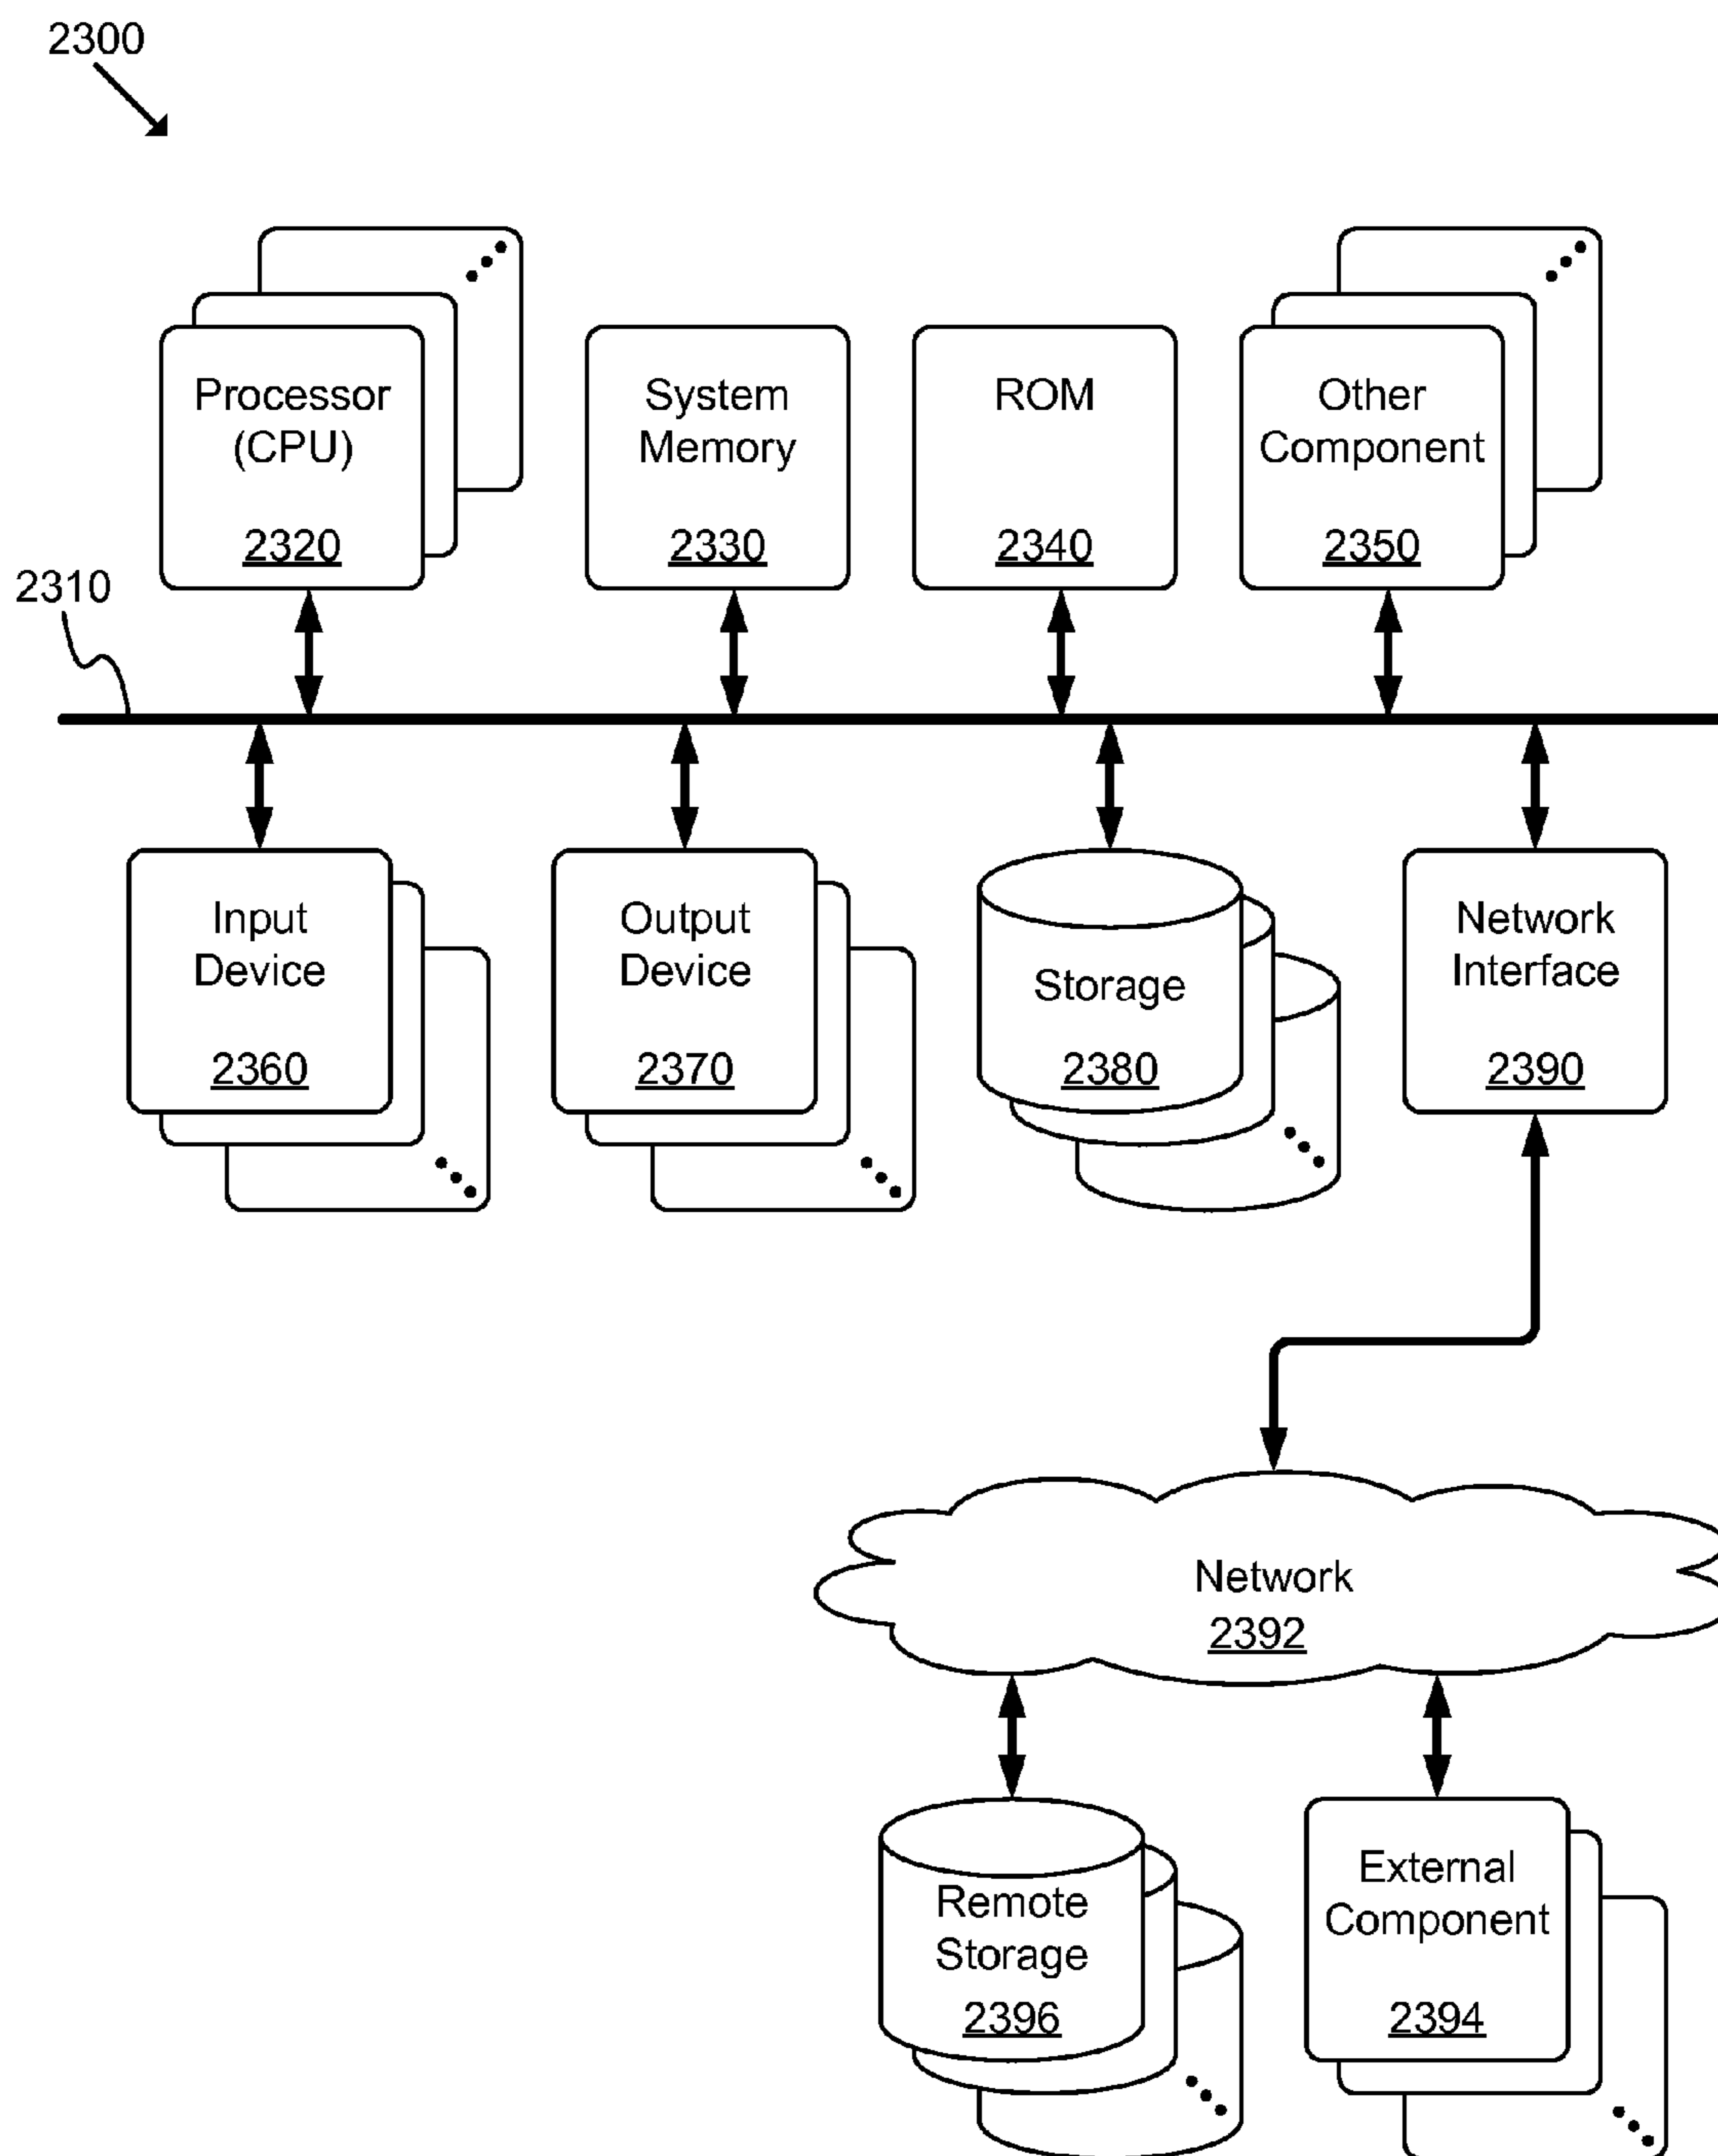 2300
Processor
(CPU)
2320
System
Memory
2330
ROM
2340
Other
Component
2350
2310
Input
Device
2360
Output
Device
2370
Storage
2380
Network
Interface
2390
Network
2392
Remote
Storage
2396
External
Component
2394